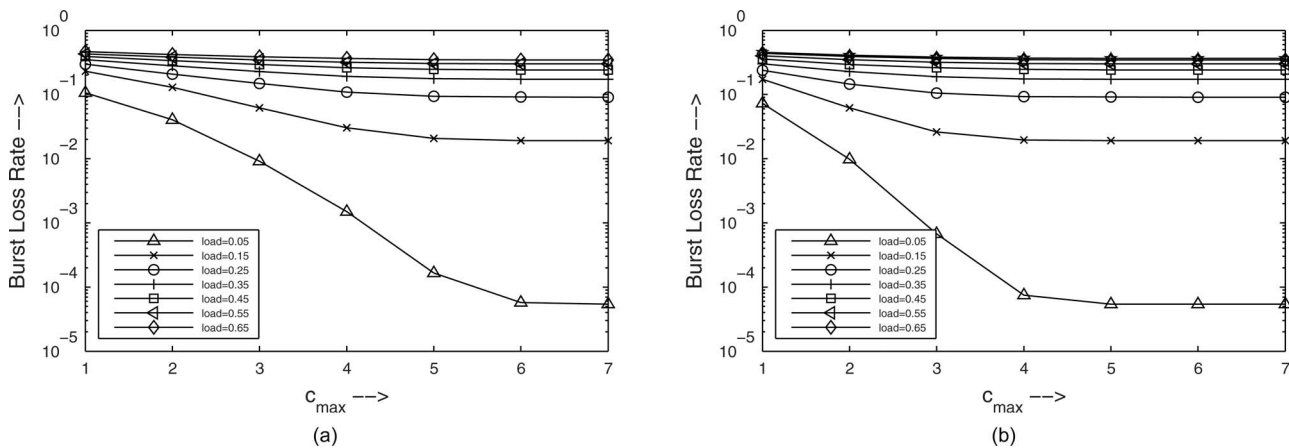 10^0
10^-1
10^-2
10^-3
10^-4
10^-5
Burst Loss Rate -->
load=0.05
load=0.15
load=0.25
load=0.35
load=0.45
load=0.55
load=0.65
1 2 3 4 5 6 7
c_max -->
(a)
10^0
10^-1
10^-2
10^-3
10^-4
10^-5
Burst Loss Rate -->
load=0.05
load=0.15
load=0.25
load=0.35
load=0.45
load=0.55
load=0.65
1 2 3 4 5 6 7
c_max -->
(b)